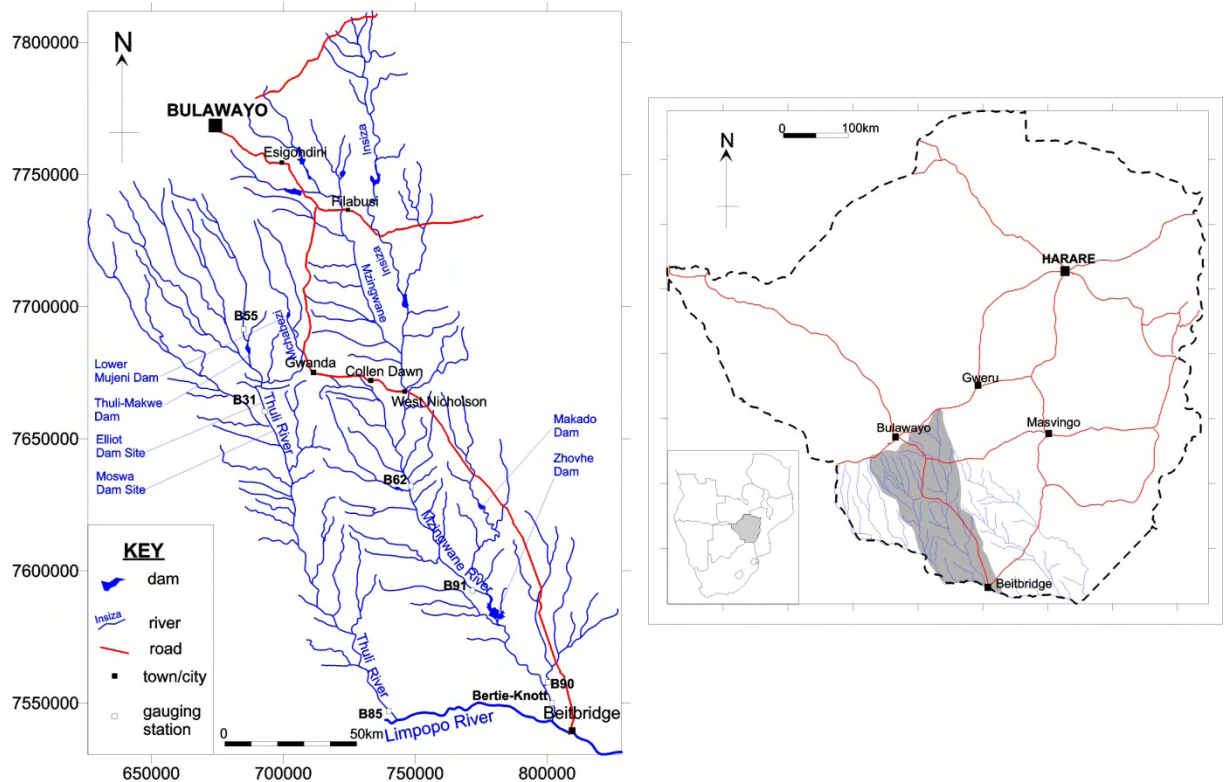 7800000
7750000
7700000
7650000
7600000
7550000
650000
700000
750000
800000
N
BULAWAYO
Esigondini
Filabusi
Insiza
Insiza
Mzingwane
B55
Mchabezi
Lower
Mujeni Dam
Gwanda
Collen Dawn
West Nicholson
Thuli-Makwe
Dam
B31
Thuli River
Elliot
Dam Site
Moswa
Dam Site
Makado
Dam
Zhovhe
Dam
B62
Mzingwane River
B91
Thuli River
B90
Bertie-Knott
Beitbridge
B85
Limpopo River
0 50km
KEY
dam
Insiza
river
road
town/city
gauging
station
N
0 100km
HARARE
Gweru
Bulawayo
Masvingo
Beitbridge